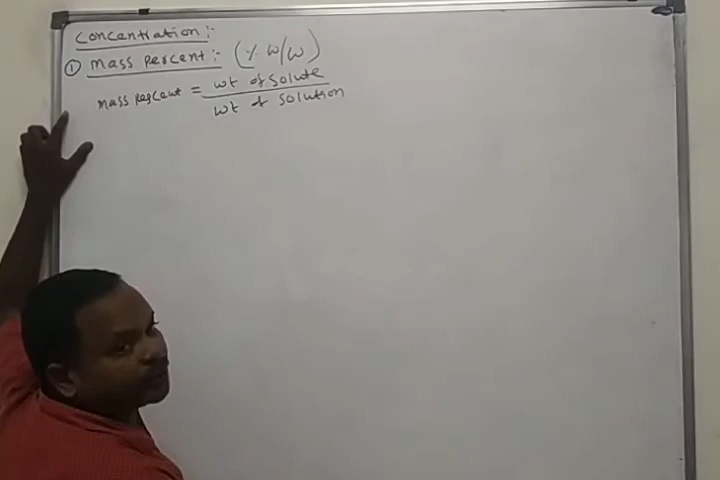 Concentration :-
① Mass Percent :- (% w/w)
Mass Percent = wt of solute
wt of solution